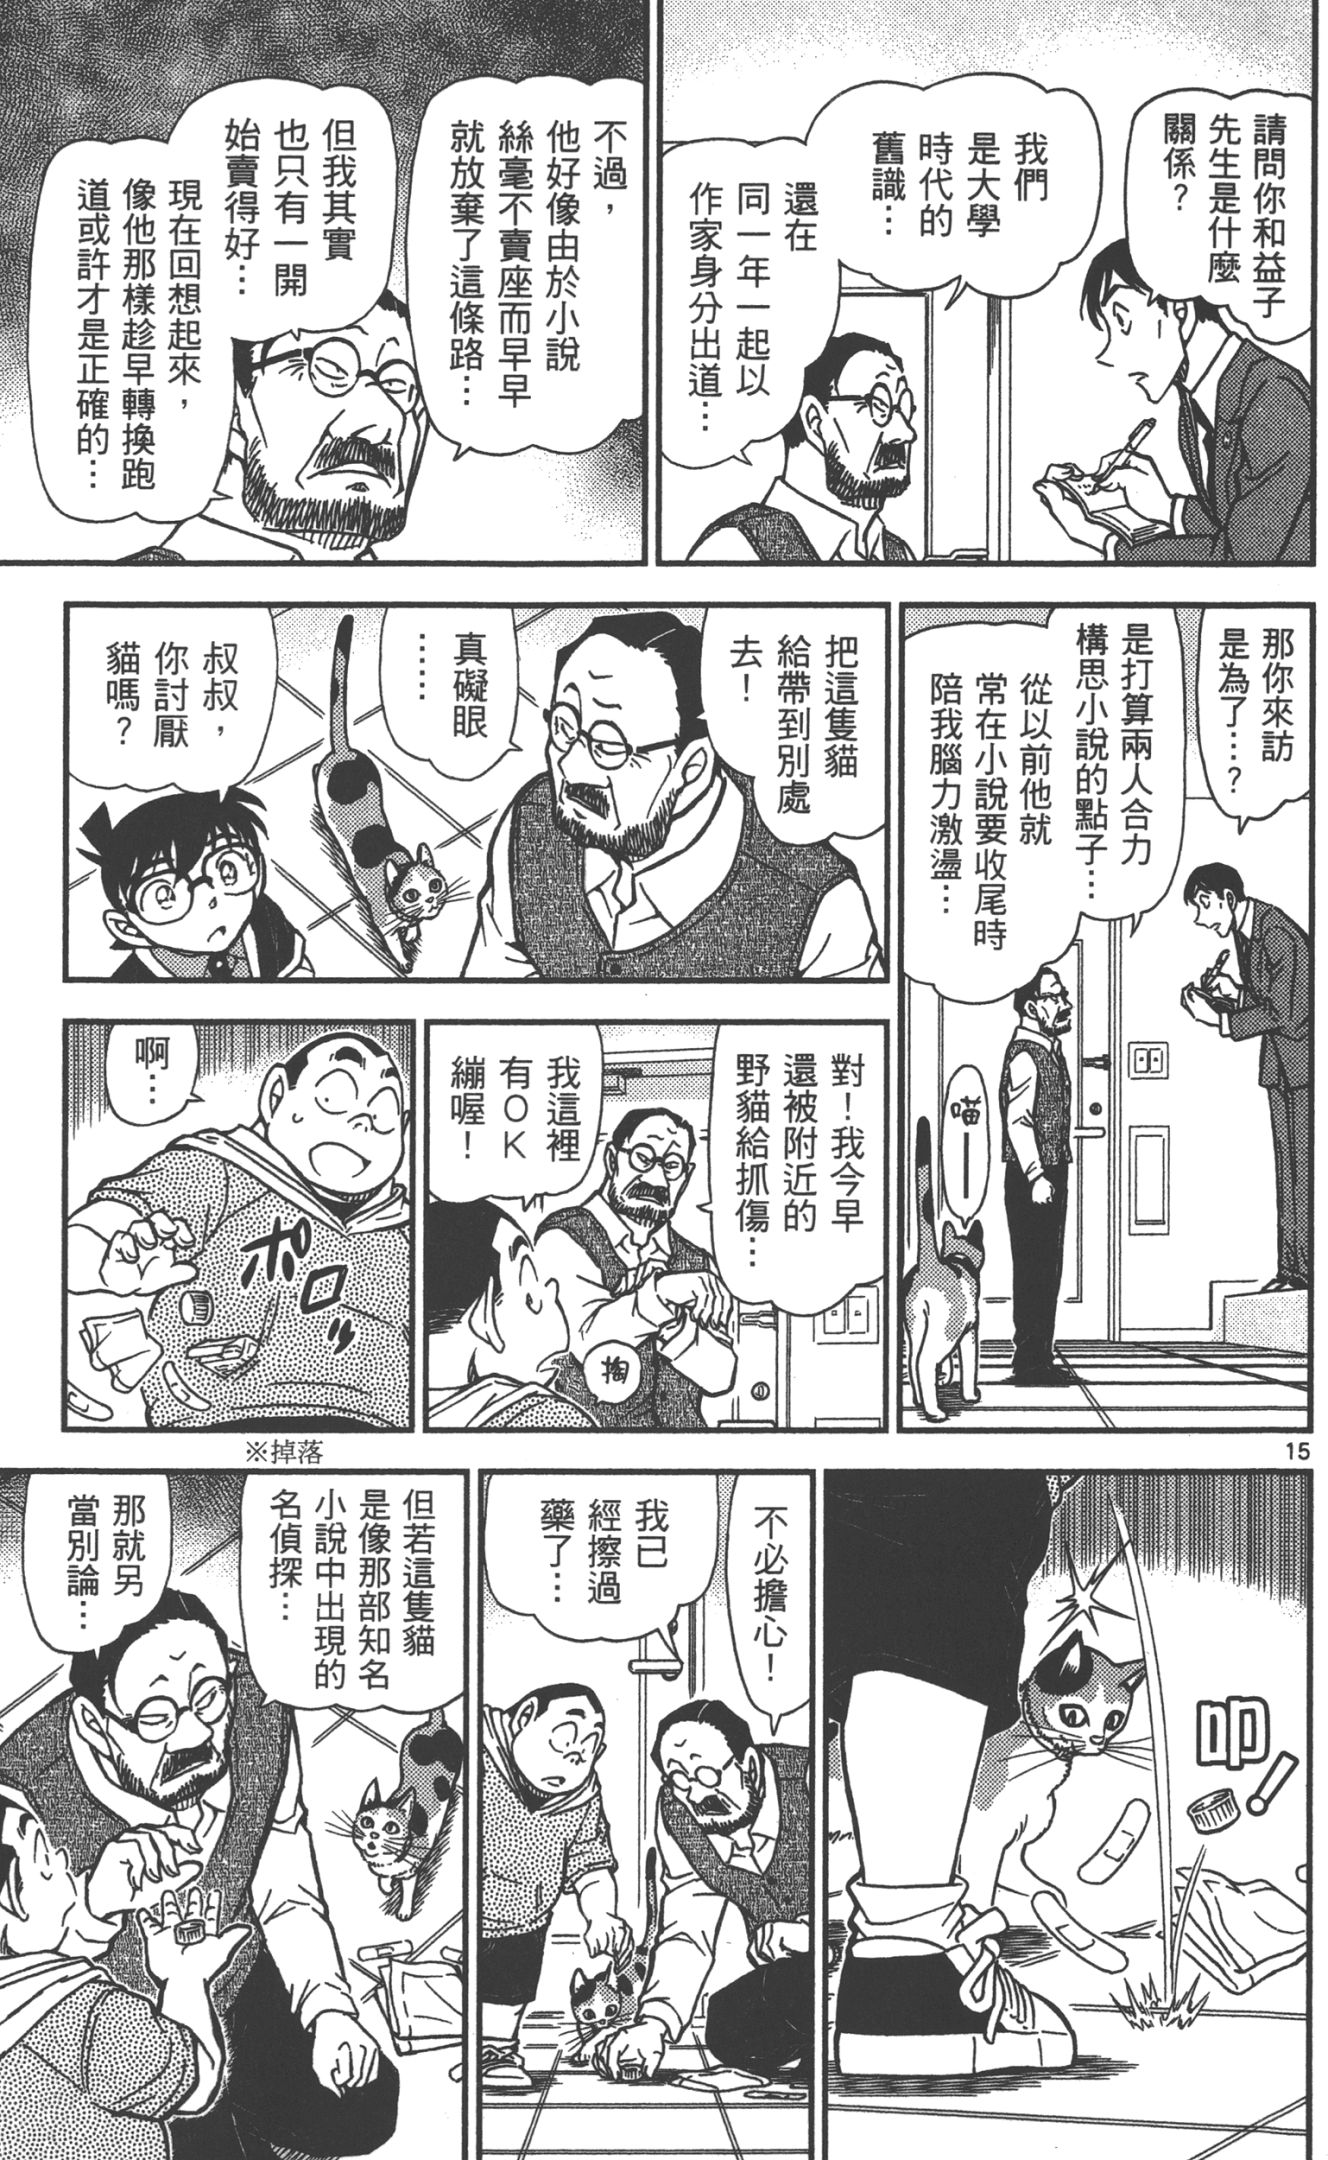 請問你和益子
先生是什麼
關係？
我們
是大學
時代的
舊識…
還在
同一年一起以
作家身分出道…
不過，
他好像由於小說
絲毫不賣座而早早
就放棄了這條路…
但我其實
也只有一開
始賣得好…
現在回想起來，
像他那樣趁早轉換跑
道或許才是正確的…
那你來訪
是為了…？
是打算兩人合力
構思小說的點子…
從以前他就
常在小說要收尾時
陪我腦力激盪…
喵—
把這隻貓
給帶到別處
去！
真礙眼
……
叔叔，
你討厭
貓嗎？
對！我今早
還被附近的
野貓給抓傷…
我這裡
有OK
繃喔！
掏
啊…
ポロッ
※掉落
15
叩！
不必擔心！
我已
經擦過
藥了…
但若這隻貓
是像那部知名
小說中出現的
名偵探…
那就另
當別論…